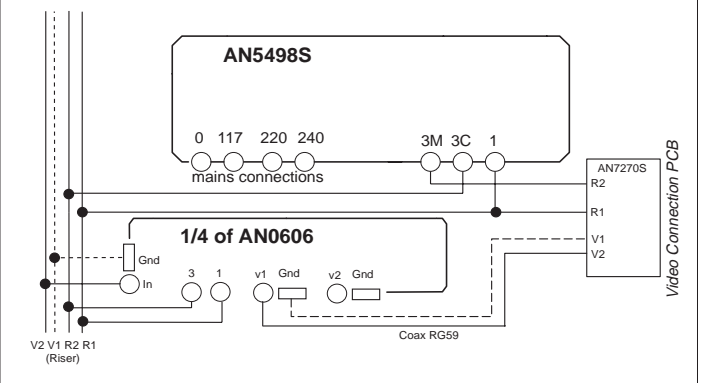 AN5498S
0 117 220 240
3M 3C 1
mains connections
AN7270S
R2
R1
V1
V2
Video Connection PCB
1/4 of AN0606
Gnd
In
3 1 v1 Gnd v2 Gnd
Coax RG59
V2 V1 R2 R1
(Riser)